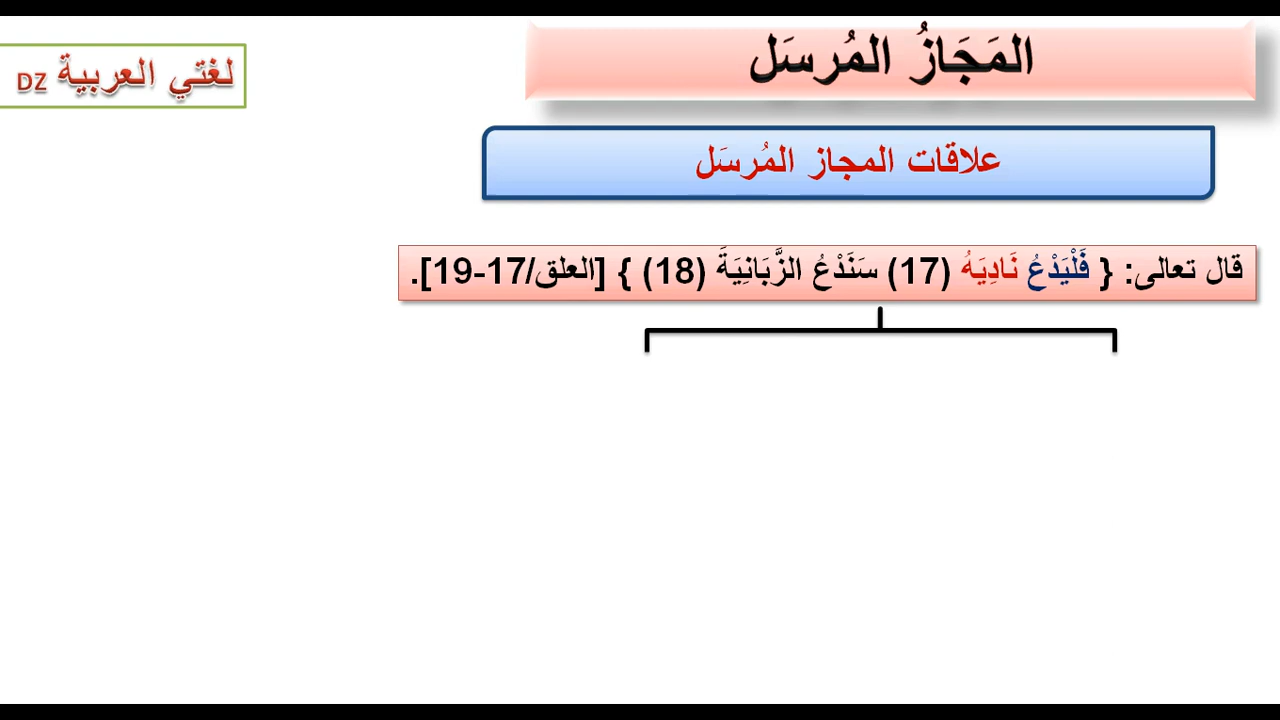 المَجَازُ المُرسَل
لغتي العربية DZ
علاقات المجاز المُرسَل
قال تعالى: { فَلْيَدْعُ نَادِيَهُ (17) سَنَدْعُ الزَّبَانِيَةَ (18) } [العلق/17-19].